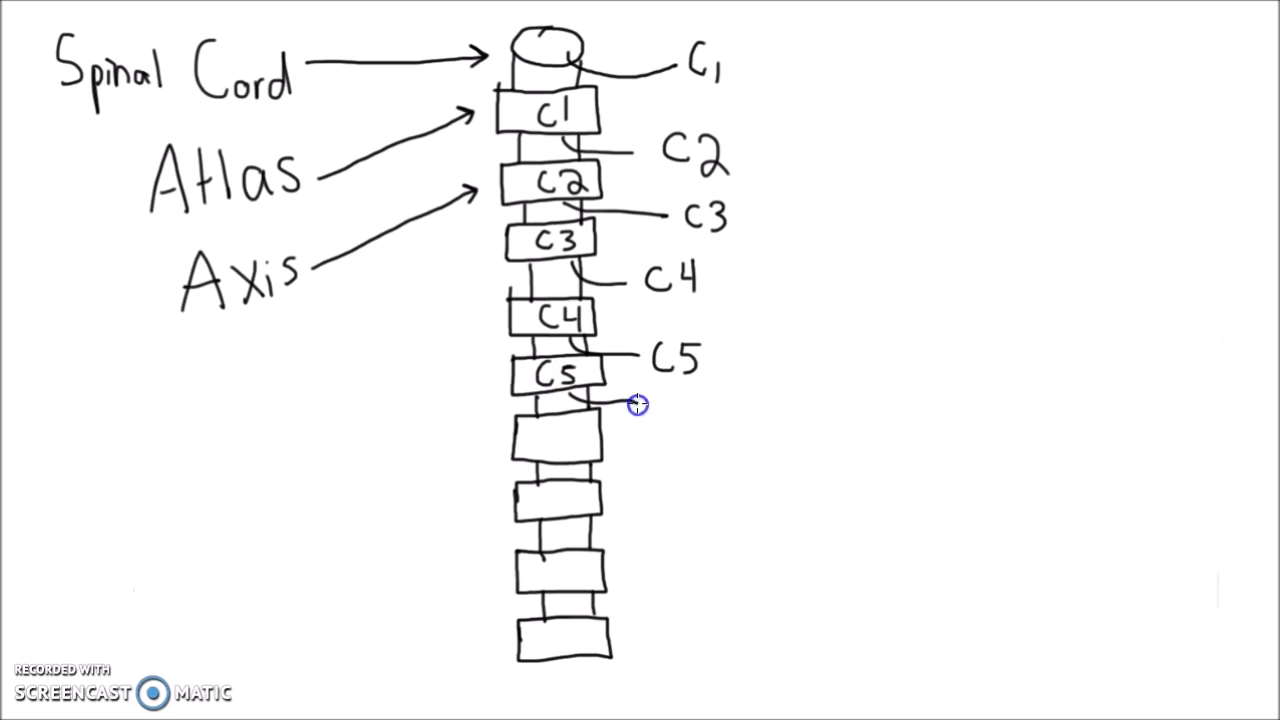 Spinal Cord
C1
C1
Atlas
C2
C2
C3
Axis
C3
C4
C4
C5
C5
RECORDED WITH
SCREENCAST MATIC